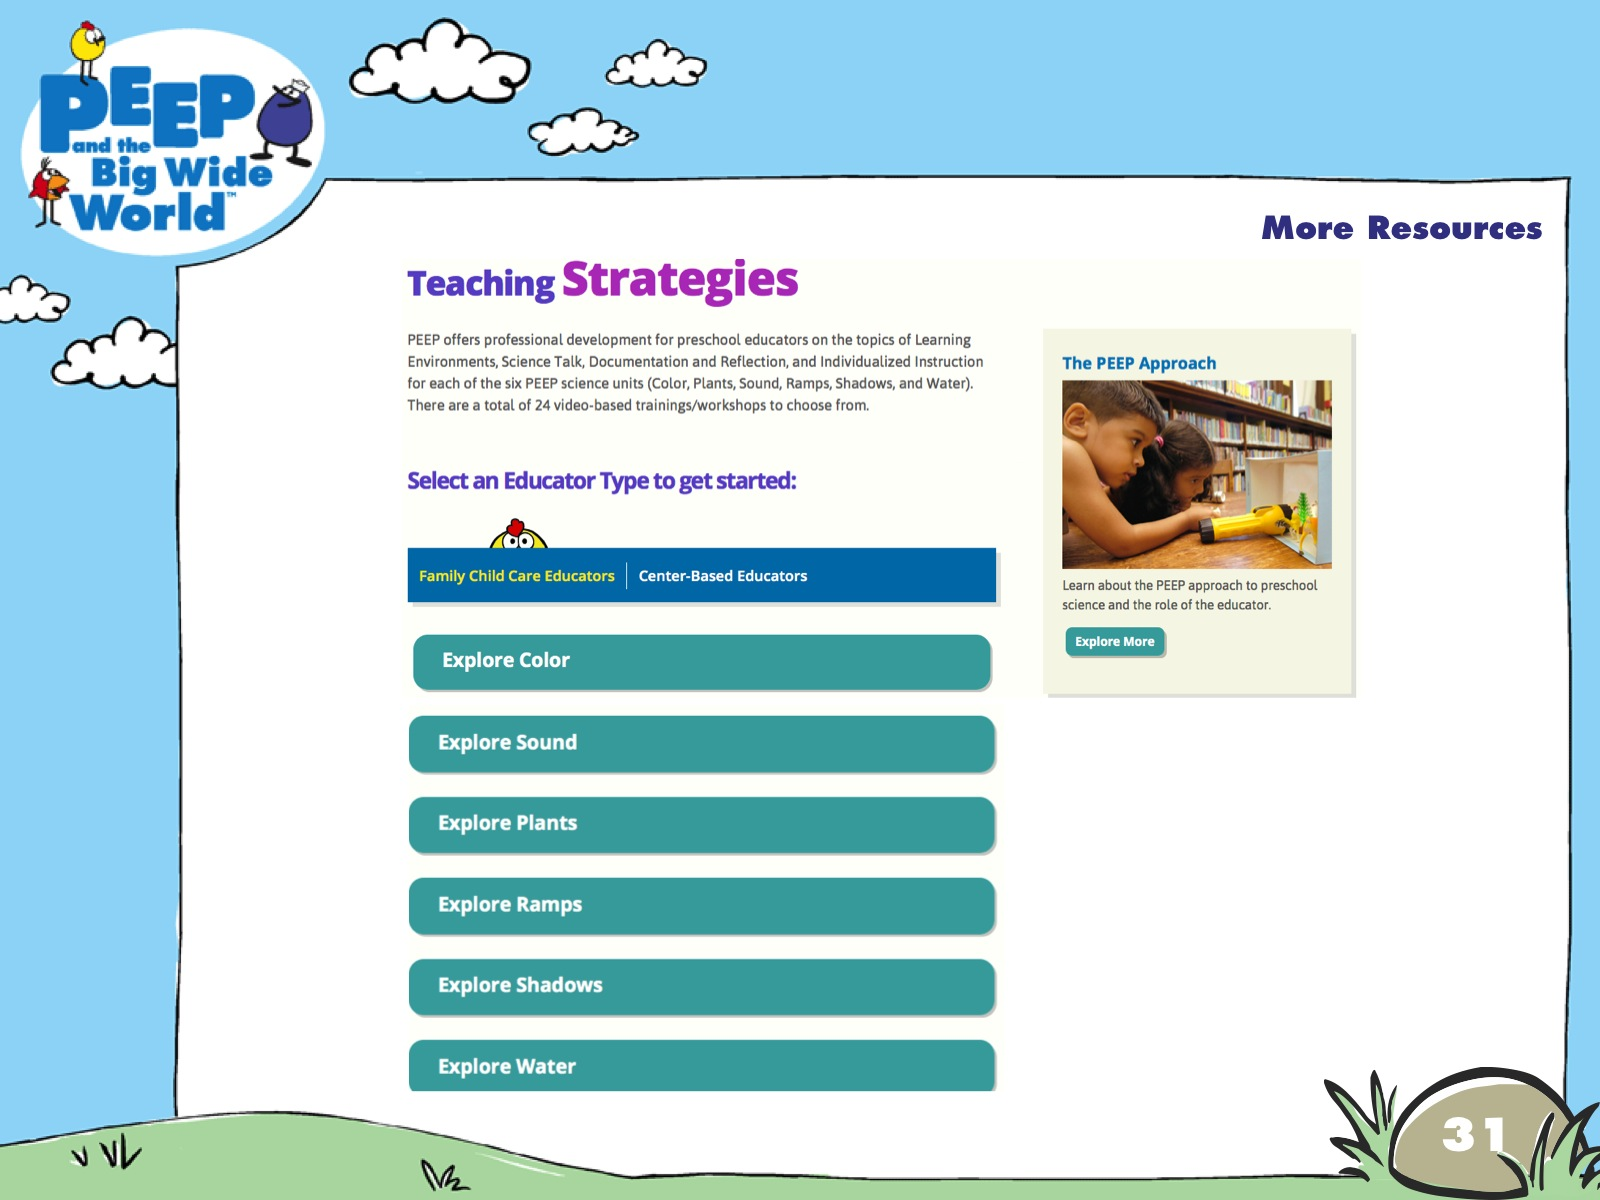 PEEP
and the
Big Wide
World™
More Resources
Teaching Strategies
PEEP offers professional development for preschool educators on the topics of Learning
Environments, Science Talk, Documentation and Reflection, and Individualized Instruction
for each of the six PEEP science units (Color, Plants, Sound, Ramps, Shadows, and Water).
There are a total of 24 video-based trainings/workshops to choose from.
Select an Educator Type to get started:
Family Child Care Educators | Center-Based Educators
Explore Color
Explore Sound
Explore Plants
Explore Ramps
Explore Shadows
Explore Water
The PEEP Approach
Learn about the PEEP approach to preschool
science and the role of the educator.
Explore More
31